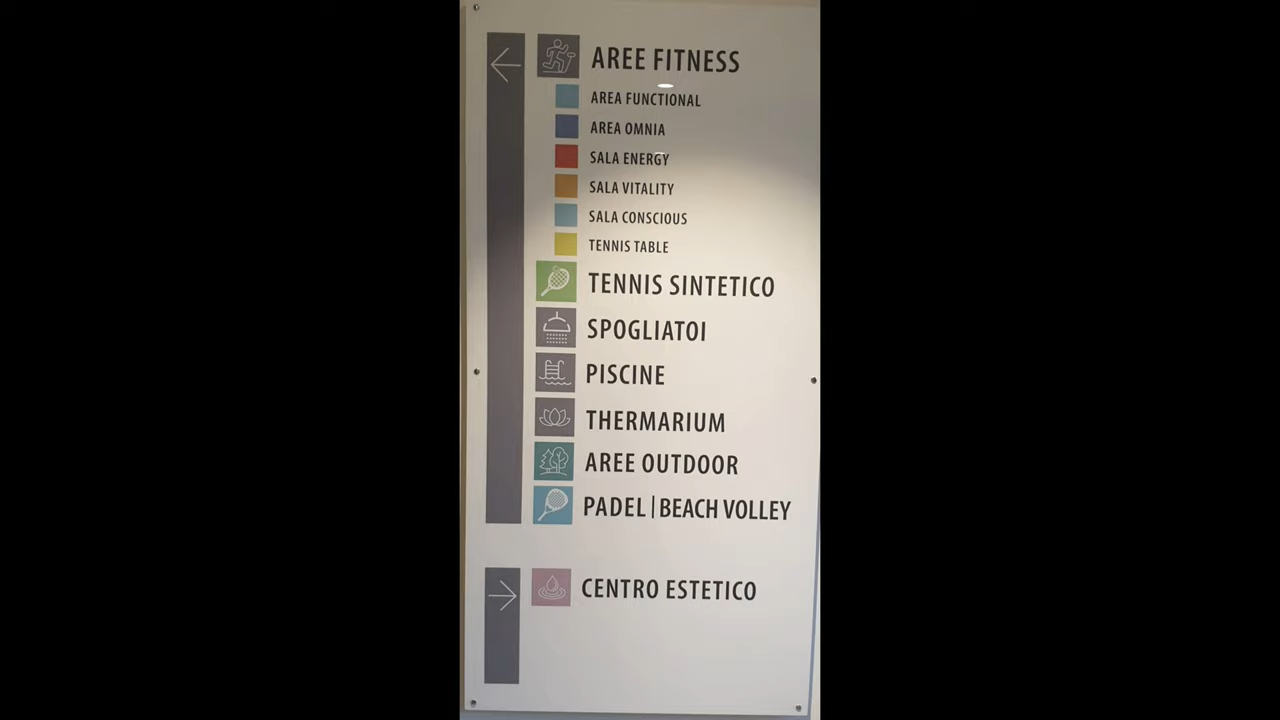 AREE FITNESS
AREA FUNCTIONAL
AREA OMNIA
SALA ENERGY
SALA VITALITY
SALA CONSCIOUS
TENNIS TABLE
TENNIS SINTETICO
SPOGLIATOI
PISCINE
THERMARIUM
AREE OUTDOOR
PADEL | BEACH VOLLEY
CENTRO ESTETICO